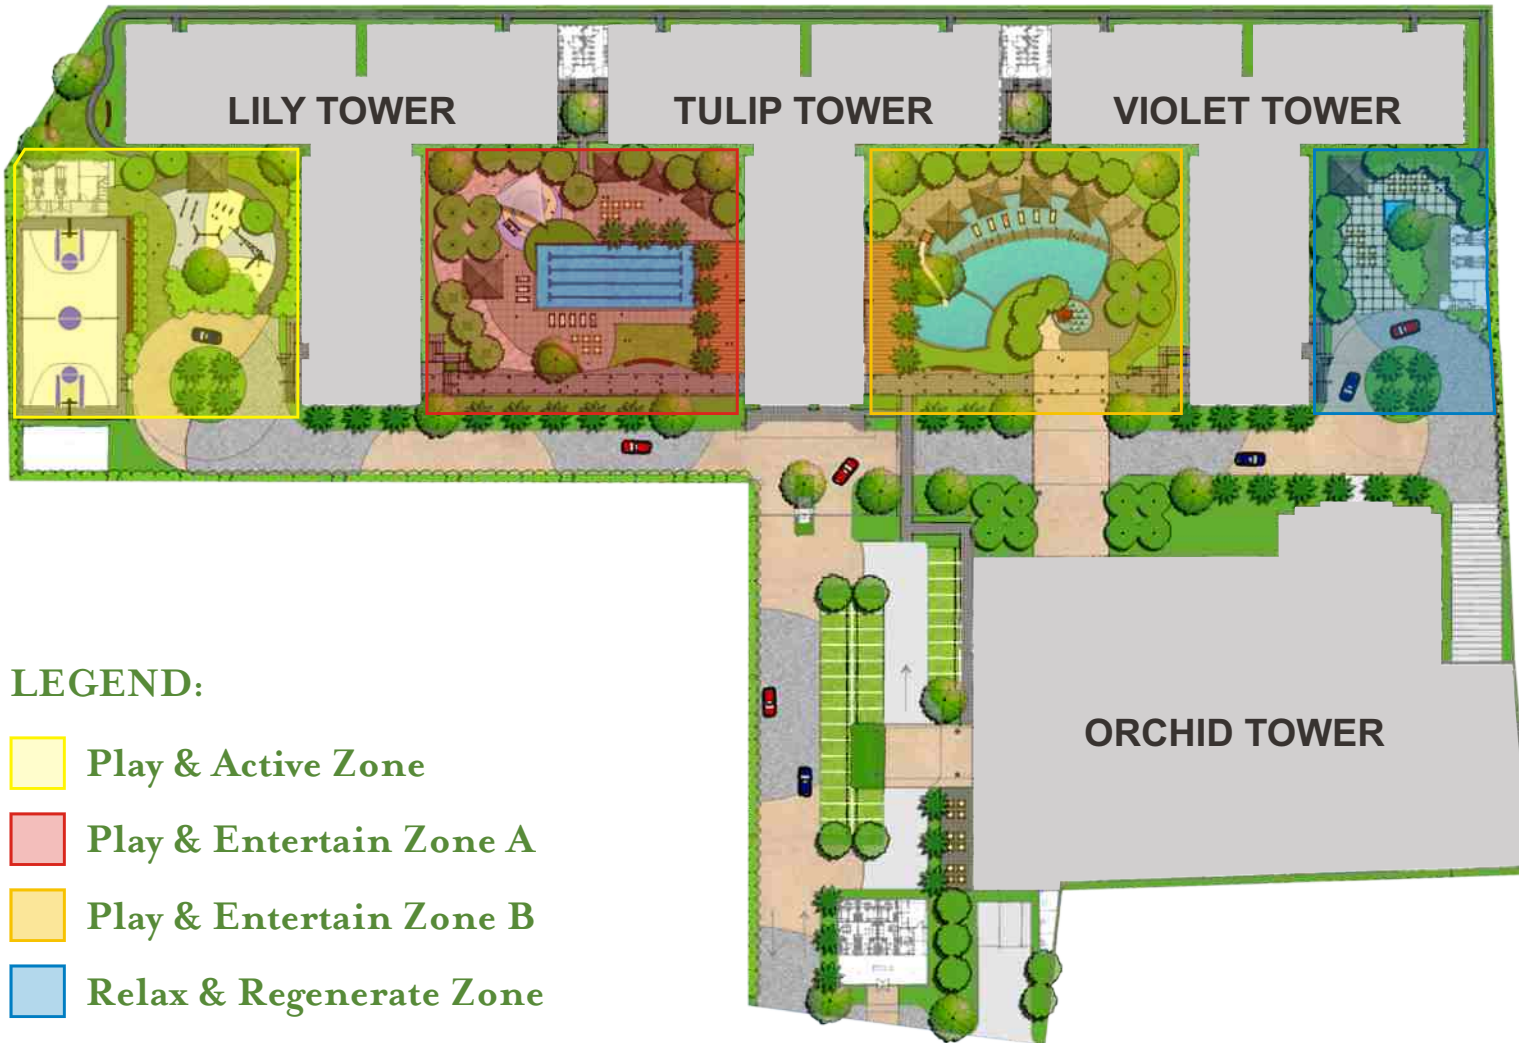 LILY TOWER
TULIP TOWER
VIOLET TOWER
ORCHID TOWER
LEGEND:
Play & Active Zone
Play & Entertain Zone A
Play & Entertain Zone B
Relax & Regenerate Zone